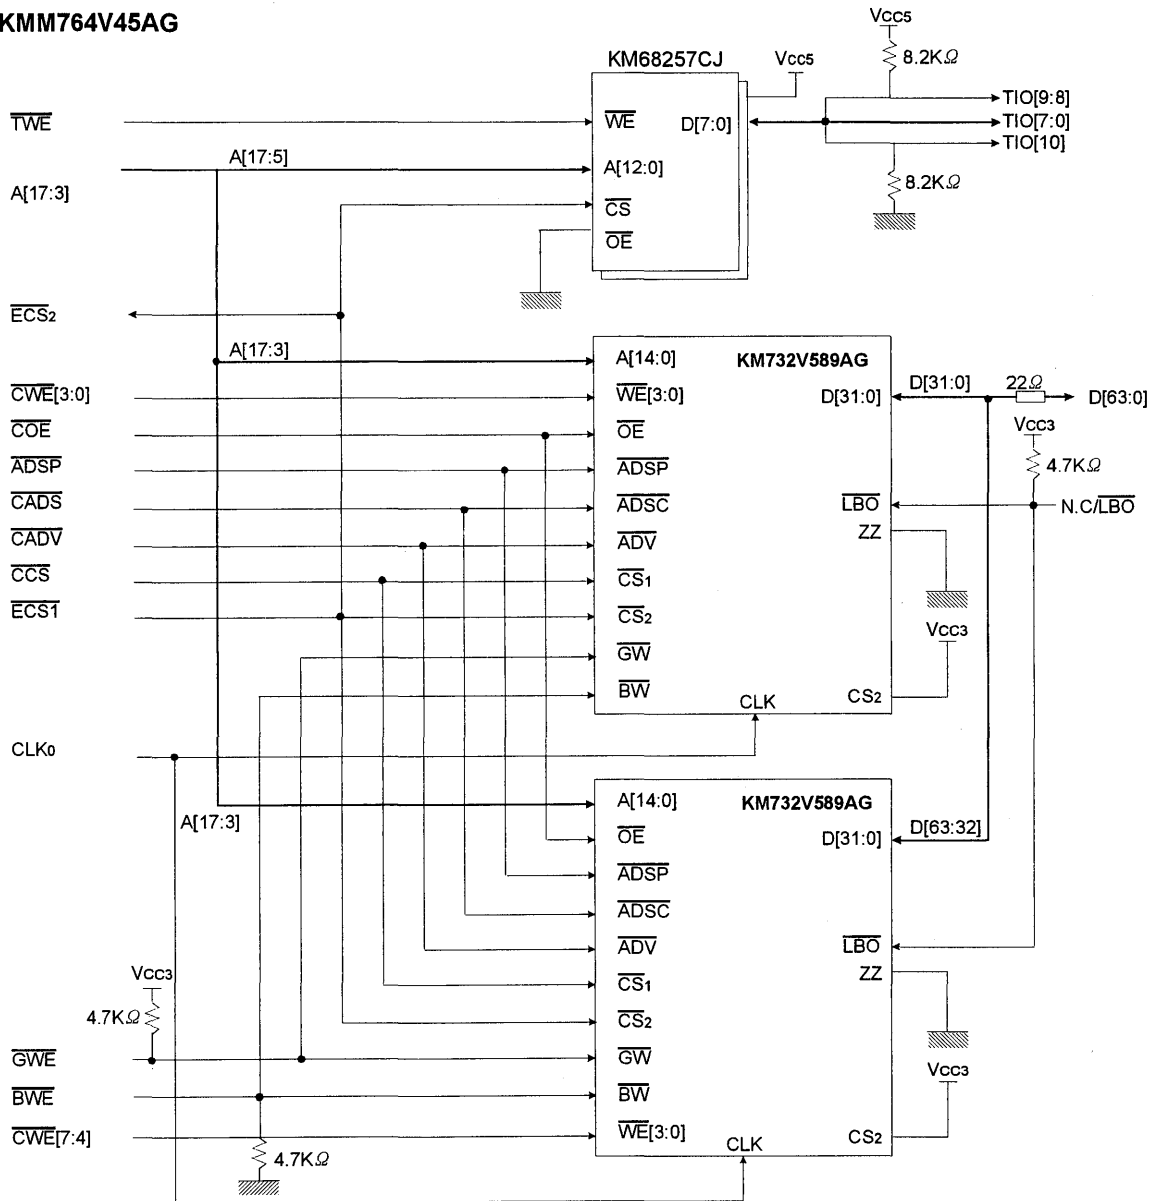 KMM764V45AG
VCC5
8.2KΩ
KM68257CJ
VCC5
TWE
WE
D[7:0]
TIO[9:8]
TIO[7:0]
TIO[10]
A[17:5]
A[12:0]
A[17:3]
CS
8.2KΩ
OE
ECS2
A[17:3]
A[14:0]
KM732V589AG
CWE[3:0]
WE[3:0]
D[31:0]
D[31:0]
22Ω
D[63:0]
COE
OE
VCC3
ADSP
ADSP
4.7KΩ
CADS
ADSC
LBO
N.C/LBO
CADV
ADV
ZZ
CCS
CS1
ECS1
CS2
VCC3
GW
BW
CLK
CS2
CLK0
A[17:3]
A[14:0]
KM732V589AG
OE
D[31:0]
D[63:32]
ADSP
ADSC
ADV
LBO
VCC3
CS1
ZZ
4.7KΩ
CS2
GWE
GW
VCC3
BWE
BW
CWE[7:4]
WE[3:0]
CLK
CS2
4.7KΩ